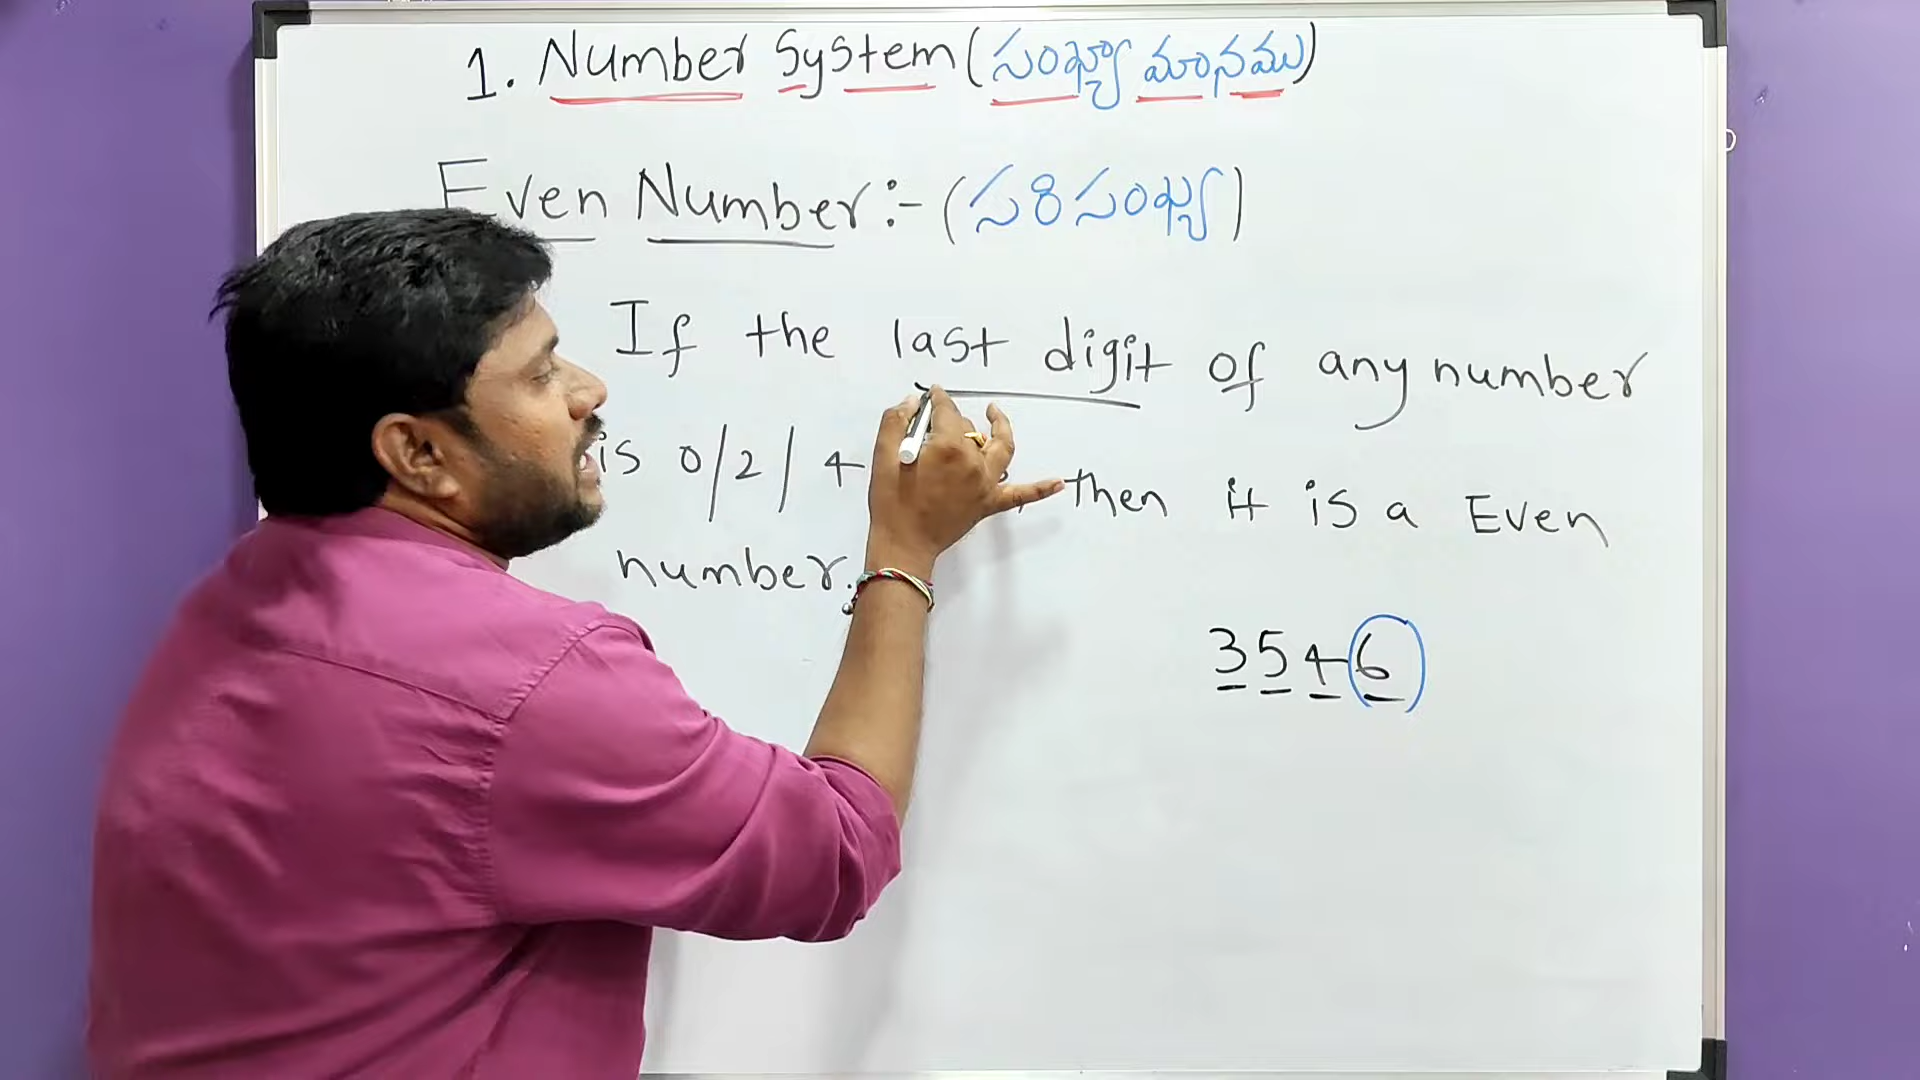 1. Number System (సంఖ్యా మానము)
Even Number :- (సరి సంఖ్య)
If the last digit of any number
is 0/2/4 then it is a Even
number.
3546